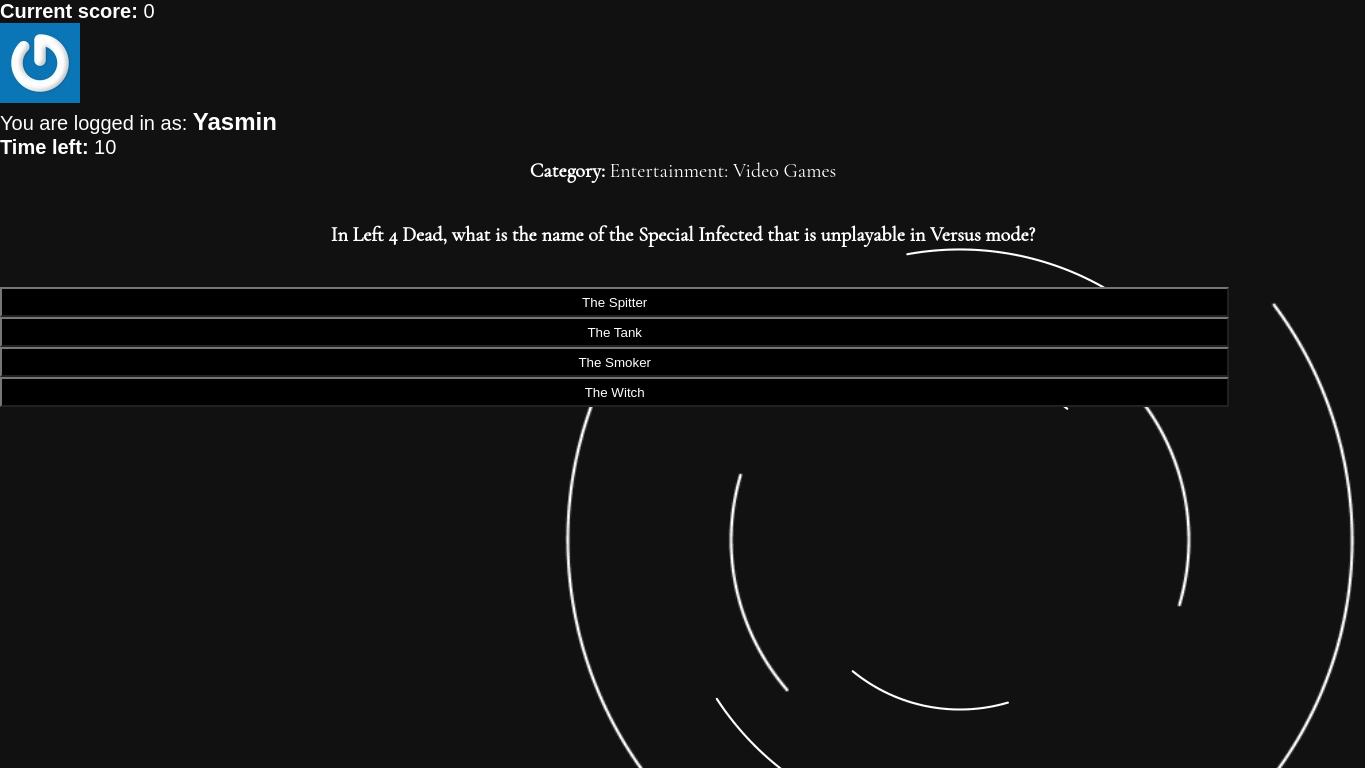 Current score: 0
You are logged in as: Yasmin
Time left: 10
Category: Entertainment: Video Games
In Left 4 Dead, what is the name of the Special Infected that is unplayable in Versus mode?
The Spitter
The Tank
The Smoker
The Witch